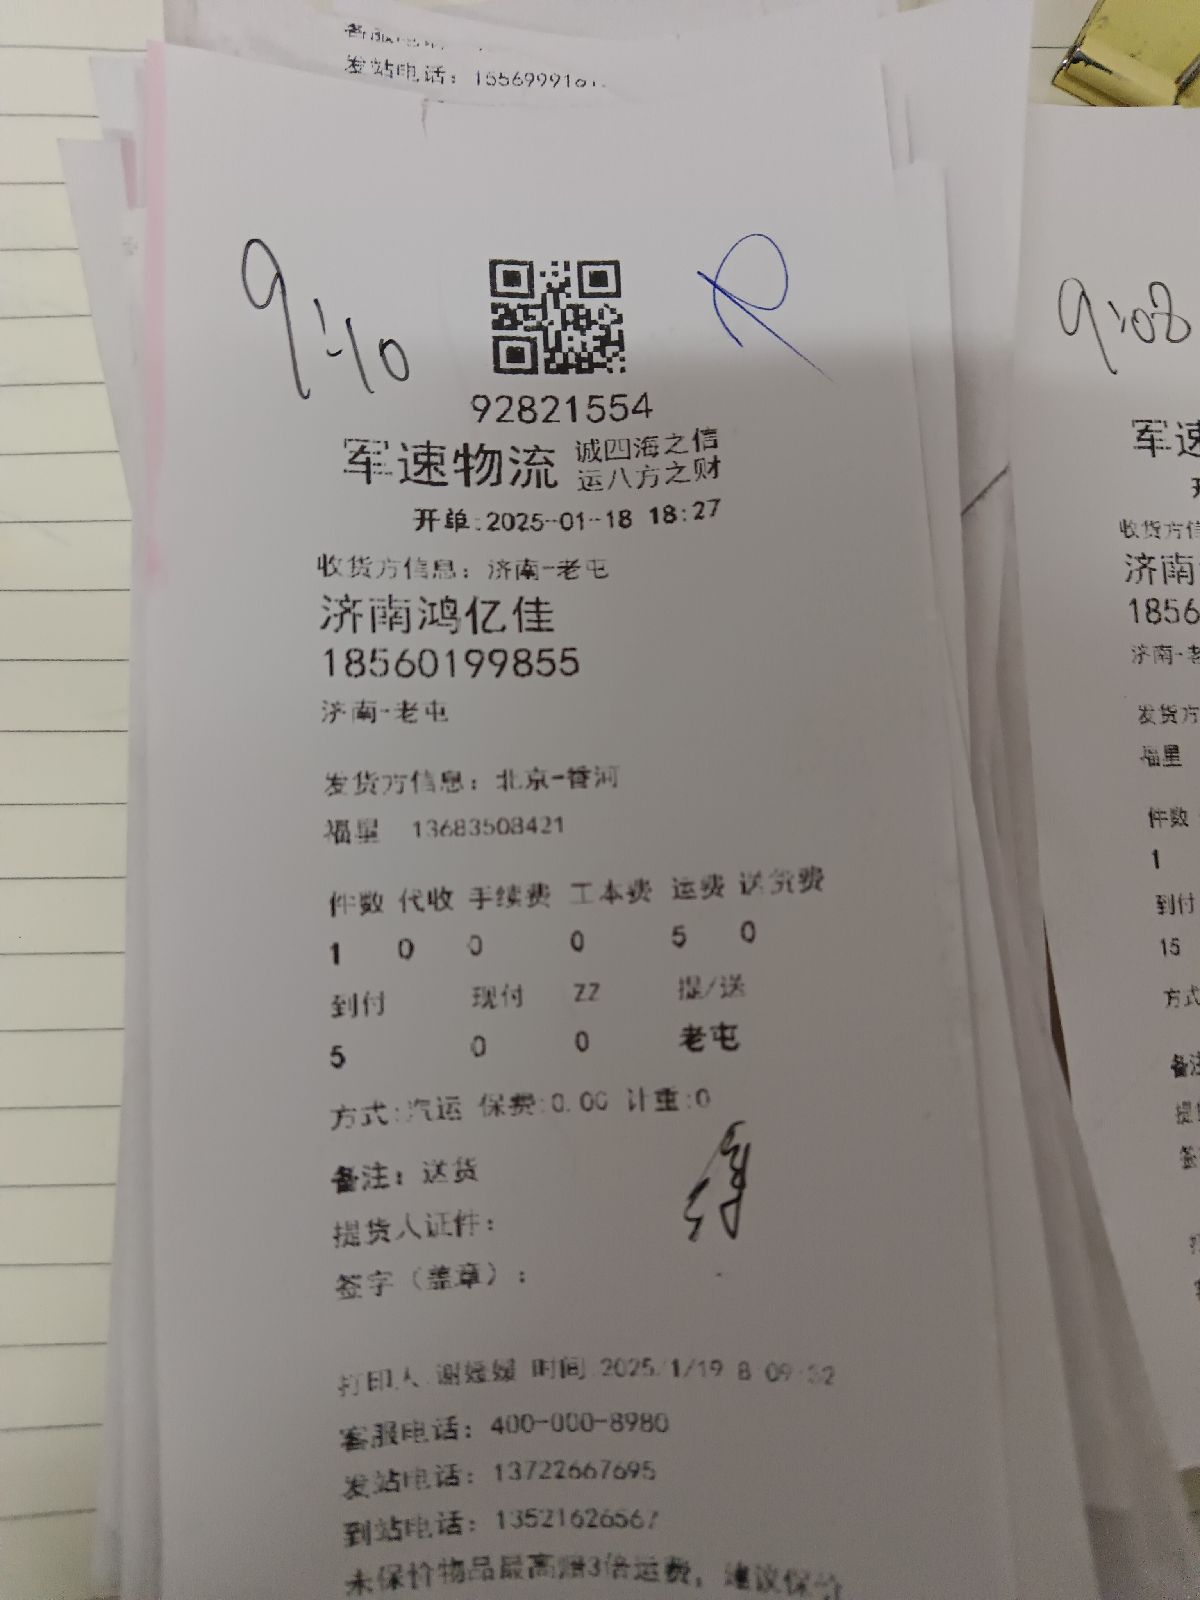 发站电话：
9:10
9:08
92821554
军速物流 诚四海之信
运八方之财
开单:2025-01-18 18:27
收货方信息：济南-老屯
济南鸿亿佳
18560199855
济南-老屯
发货方信息：北京-香河
福星 13683508421
件数 代收 手续费 工本费 运费 送货费
1 0 0 0 5 0
到付 现付 ZZ 提/送
5 0 0 老屯
方式:汽运 保费:0.00 计重:0
备注：送货
提货人证件：
签字（盖章）：
打印人 谢媛媛 时间 2025/1/19 8:09:32
客服电话：400-000-8980
发站电话：13722667695
到站电话：13521626567
未保价物品最高赔3倍运费，建议保价
军速
收货方信
济南
1856
济南-老
发货方
福星
件数
1
到付
15
方式
备注